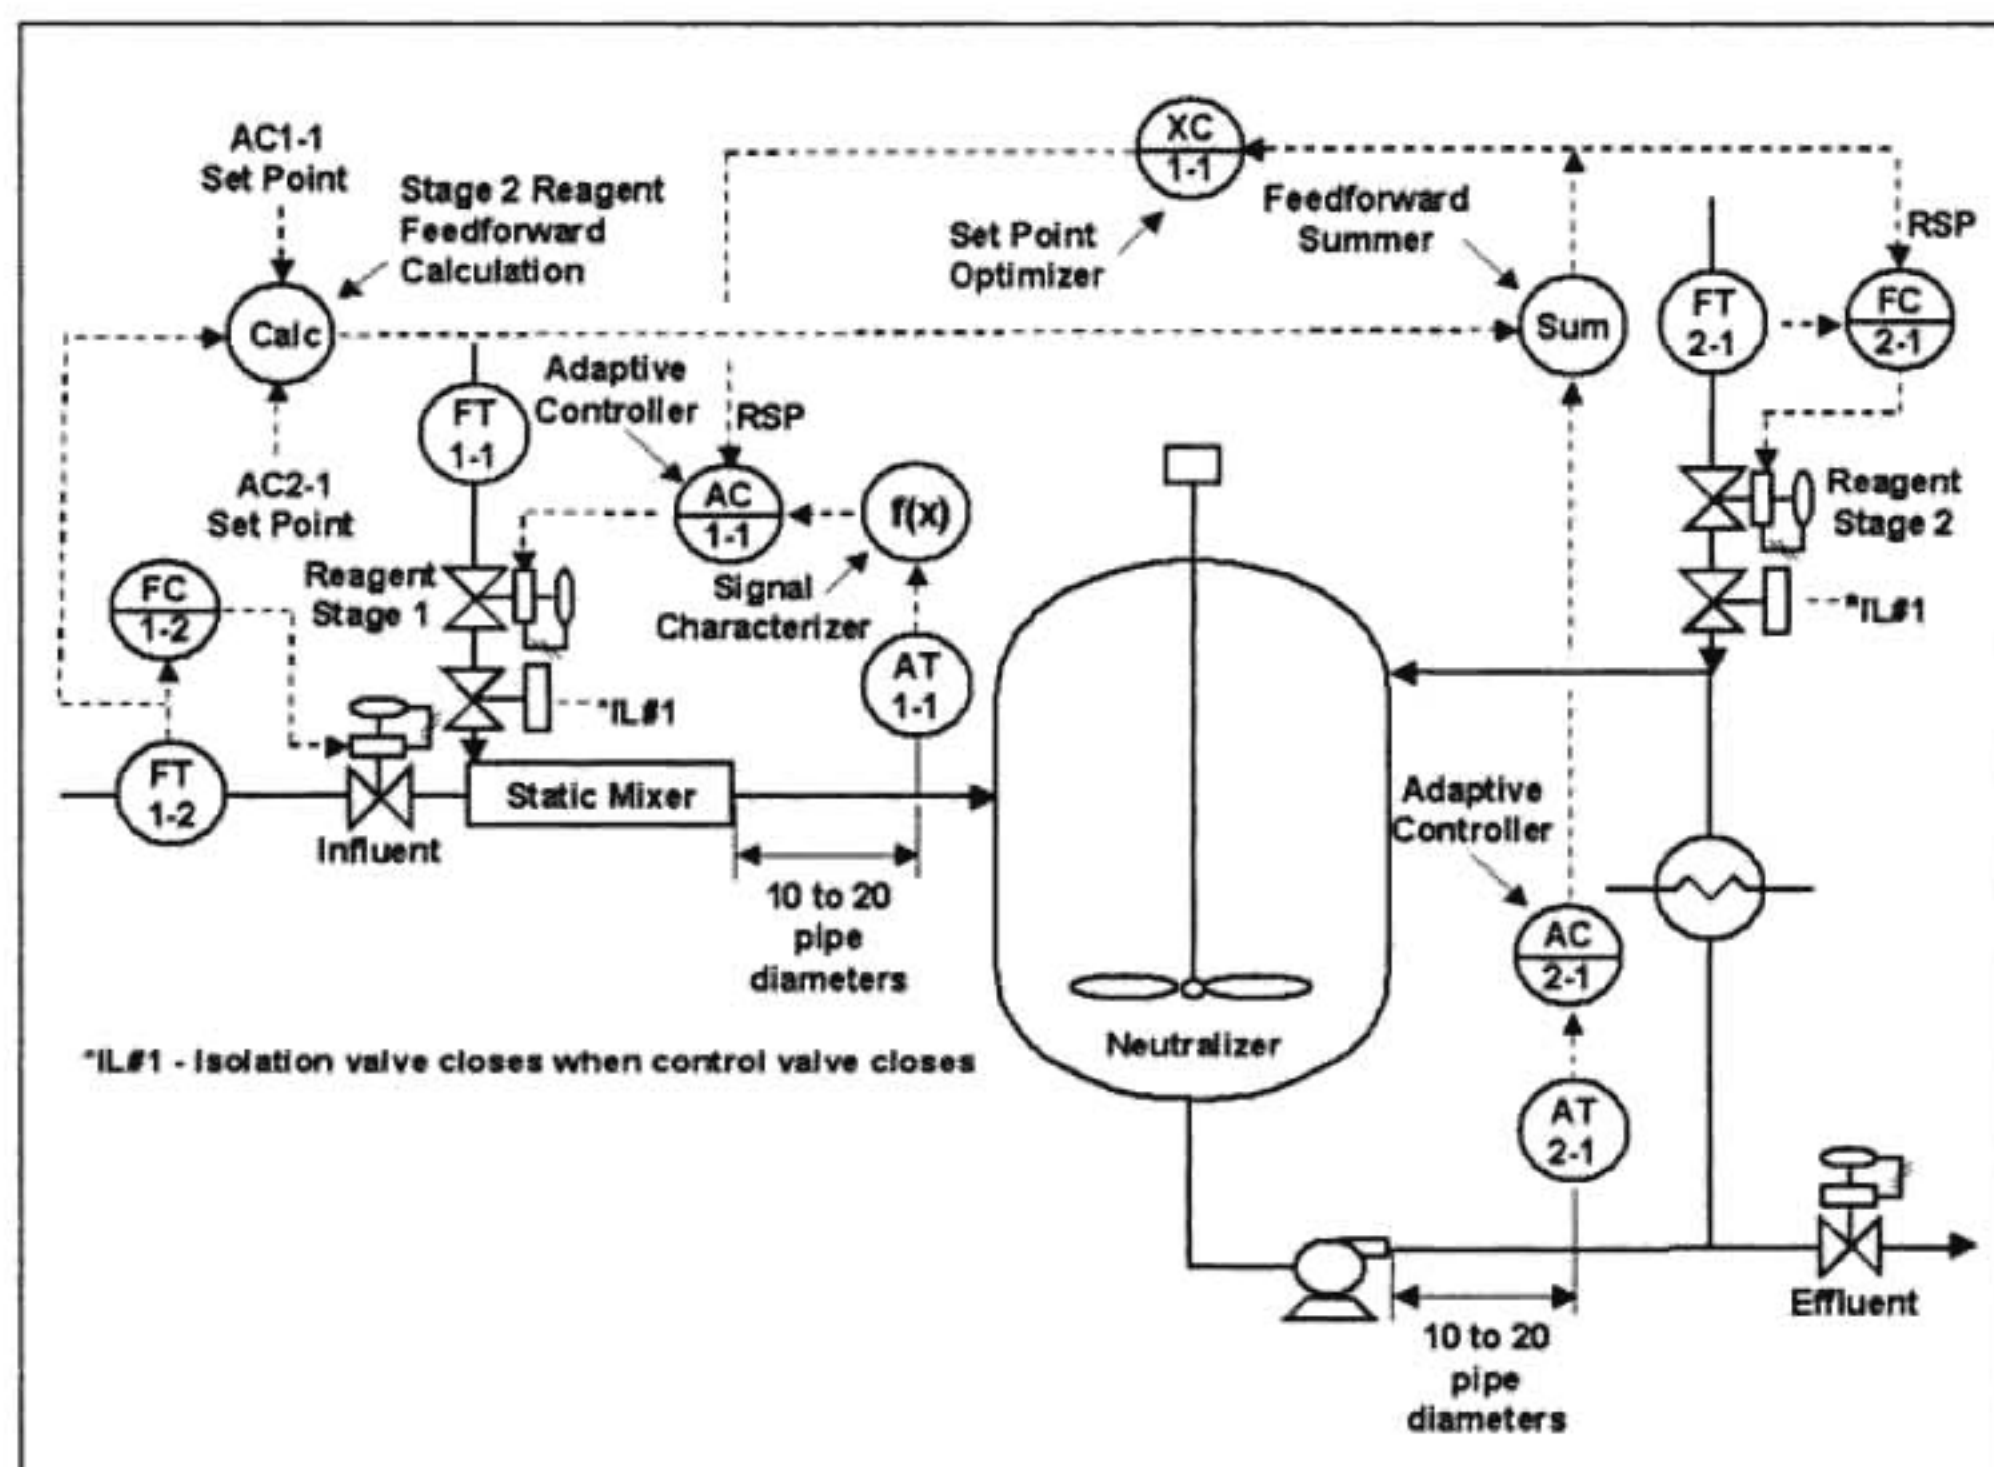 AC1-1
Set Point
Stage 2 Reagent
Feedforward
Calculation
Calc
AC2-1
Set Point
XC
1-1
Set Point
Optimizer
Feedforward
Summer
Sum
FT
2-1
RSP
FC
2-1
FT
1-1
Adaptive
Controller
RSP
AC
1-1
f(x)
Signal
Characterizer
AT
1-1
Reagent
Stage 2
*IL#1
FC
1-2
Reagent
Stage 1
*IL#1
FT
1-2
Influent
Static Mixer
10 to 20
pipe
diameters
Adaptive
Controller
AC
2-1
Neutralizer
*IL#1 - Isolation valve closes when control valve closes
AT
2-1
10 to 20
pipe
diameters
Effluent